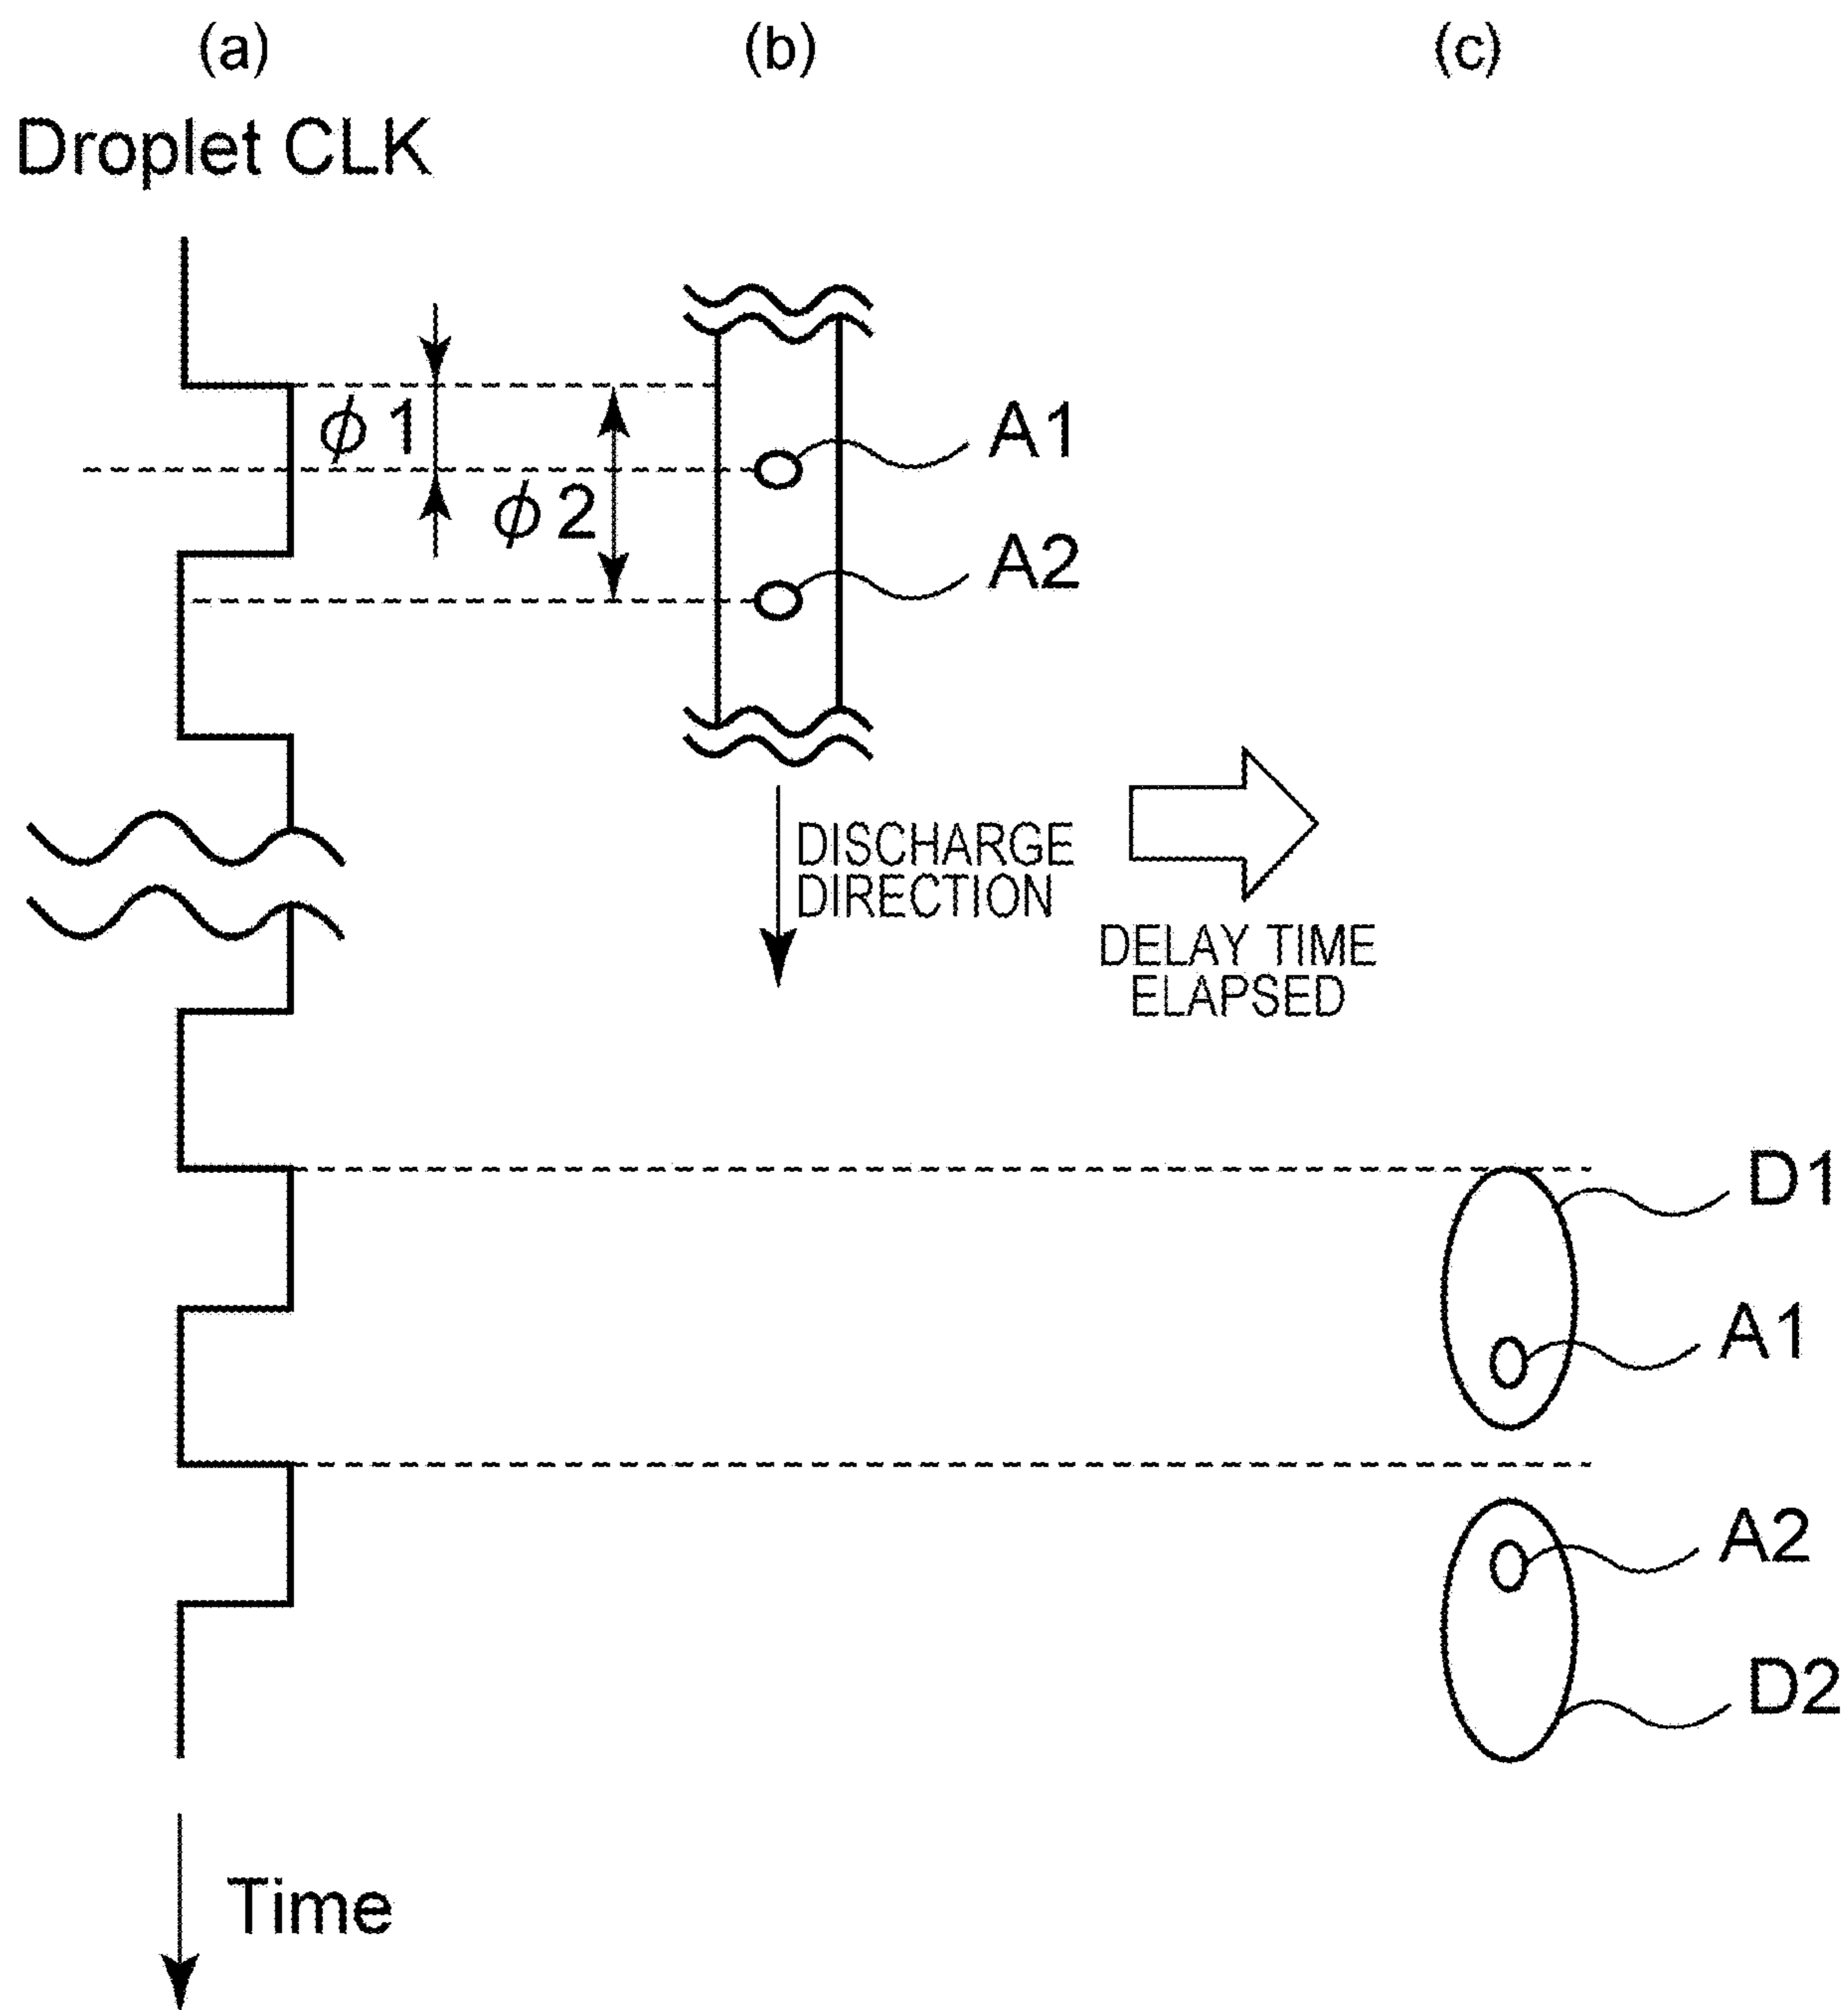 (a)
(b)
(c)
Droplet CLK
ϕ1
A1
ϕ2
A2
DISCHARGE
DIRECTION
DELAY TIME
ELAPSED
D1
A1
A2
D2
Time